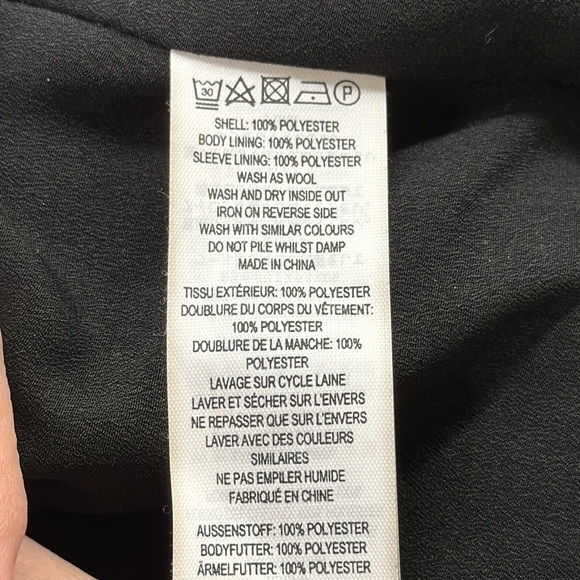 30 P
SHELL: 100% POLYESTER
BODY LINING: 100% POLYESTER
SLEEVE LINING: 100% POLYESTER
WASH AS WOOL
WASH AND DRY INSIDE OUT
IRON ON REVERSE SIDE
WASH WITH SIMILAR COLOURS
DO NOT PILE WHILST DAMP
MADE IN CHINA
TISSU EXTÉRIEUR: 100% POLYESTER
DOUBLURE DU CORPS DU VÊTEMENT:
100% POLYESTER
DOUBLURE DE LA MANCHE: 100%
POLYESTER
LAVAGE SUR CYCLE LAINE
LAVER ET SÉCHER SUR L'ENVERS
NE REPASSER QUE SUR L'ENVERS
LAVER AVEC DES COULEURS
SIMILAIRES
NE PAS EMPILER HUMIDE
FABRIQUÉ EN CHINE
AUSSENSTOFF: 100% POLYESTER
BODYFUTTER: 100% POLYESTER
ÄRMELFUTTER: 100% POLYESTER